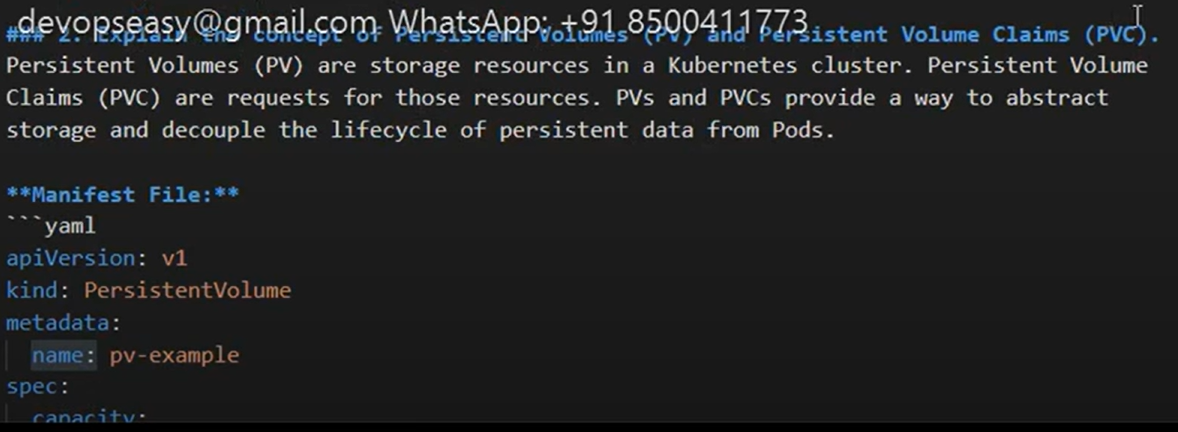 devopseasy@gmail.com WhatsApp: +91 8500411773
### 2. Explain the concept of Persistent Volumes (PV) and Persistent Volume Claims (PVC).
Persistent Volumes (PV) are storage resources in a Kubernetes cluster. Persistent Volume
Claims (PVC) are requests for those resources. PVs and PVCs provide a way to abstract
storage and decouple the lifecycle of persistent data from Pods.
**Manifest File:**
```yaml
apiVersion: v1
kind: PersistentVolume
metadata:
name: pv-example
spec:
capacity: